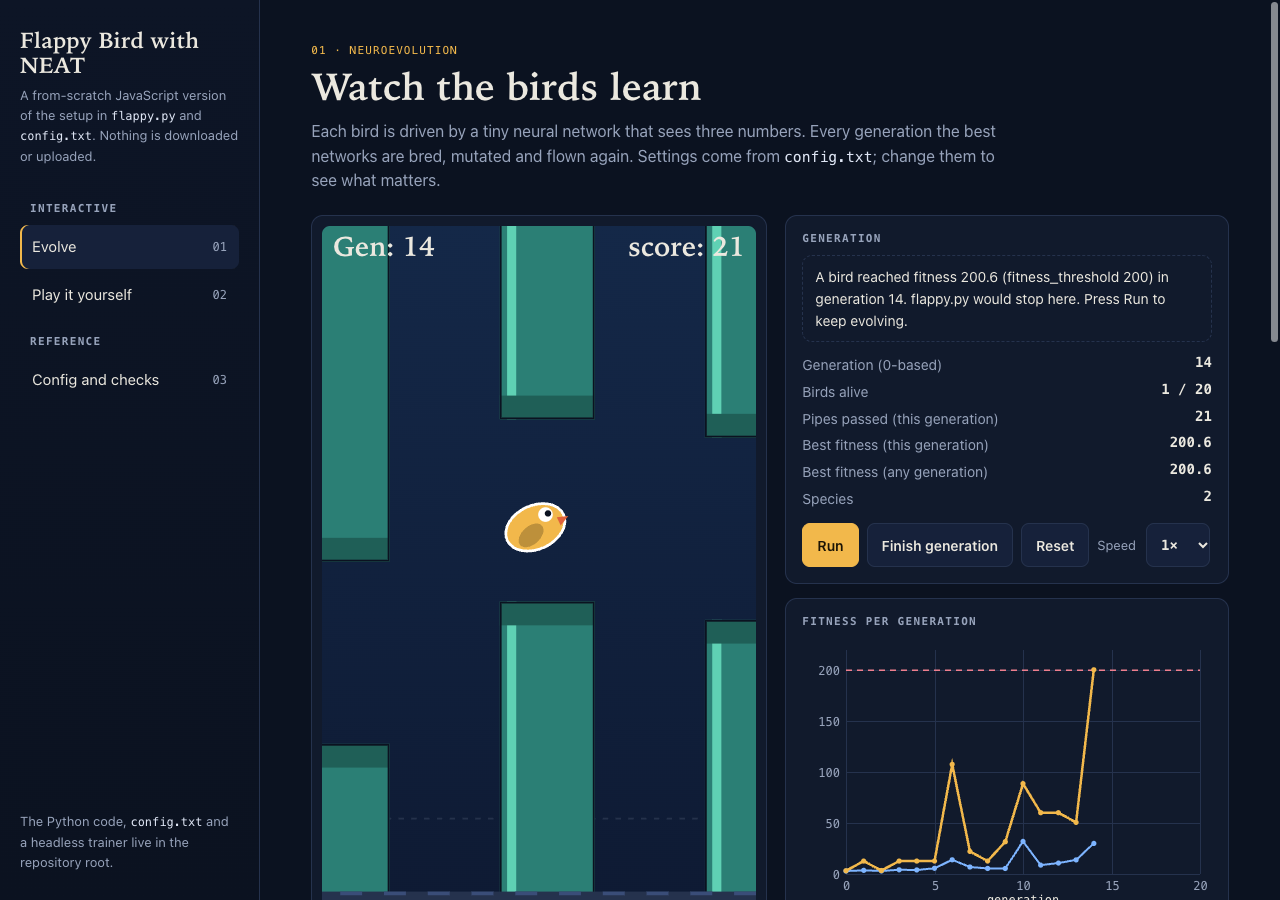 Flappy Bird with
NEAT
A from-scratch JavaScript version
of the setup in flappy.py and
config.txt. Nothing is downloaded
or uploaded.
INTERACTIVE
Evolve 01
Play it yourself 02
REFERENCE
Config and checks 03
The Python code, config.txt and
a headless trainer live in the
repository root.
01 · NEUROEVOLUTION
Watch the birds learn
Each bird is driven by a tiny neural network that sees three numbers. Every generation the best
networks are bred, mutated and flown again. Settings come from config.txt; change them to
see what matters.
Gen: 14 score: 21
GENERATION
A bird reached fitness 200.6 (fitness_threshold 200) in
generation 14. flappy.py would stop here. Press Run to
keep evolving.
Generation (0-based) 14
Birds alive 1 / 20
Pipes passed (this generation) 21
Best fitness (this generation) 200.6
Best fitness (any generation) 200.6
Species 2
Run Finish generation Reset Speed 1×
FITNESS PER GENERATION
200
150
100
50
0
0 5 10 15 20
generation